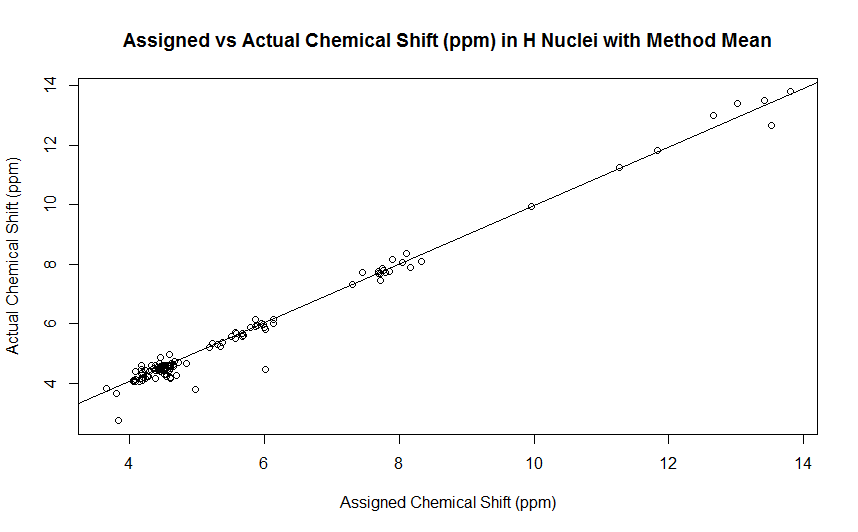 Assigned vs Actual Chemical Shift (ppm) in H Nuclei with Method Mean
Actual Chemical Shift (ppm)
14
12
10
8
6
4
4 6 8 10 12 14
Assigned Chemical Shift (ppm)